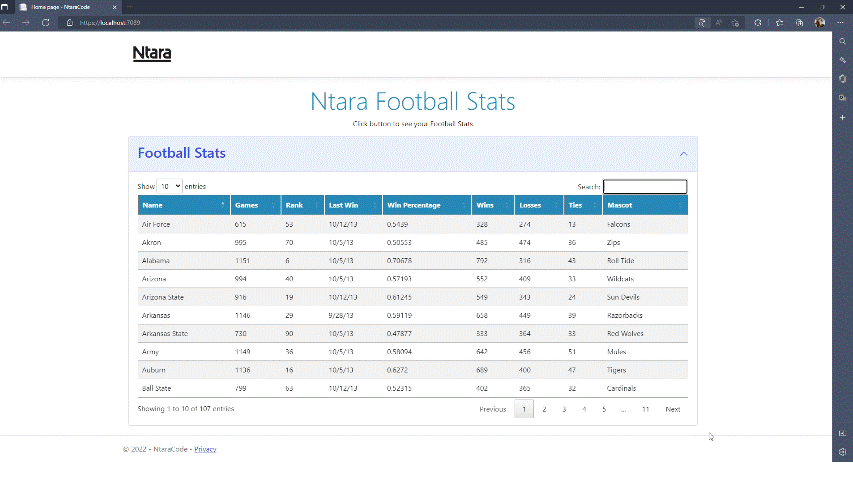 Home page - NtaraCode
https://localhost:7089
Ntara
Ntara Football Stats
Click button to see your Football Stats
Football Stats
Show 10 entries Search:
Name Games Rank Last Win Win Percentage Wins Losses Ties Mascot
Air Force 615 53 10/12/13 0.5439 328 274 13 Falcons
Akron 995 70 10/5/13 0.50553 485 474 36 Zips
Alabama 1151 6 10/5/13 0.70678 792 316 43 Roll Tide
Arizona 994 40 10/5/13 0.57193 552 409 33 Wildcats
Arizona State 916 19 10/12/13 0.61245 549 343 24 Sun Devils
Arkansas 1146 29 9/28/13 0.59119 658 449 39 Razorbacks
Arkansas State 730 90 10/5/13 0.47877 333 364 33 Red Wolves
Army 1149 36 10/5/13 0.58094 642 456 51 Mules
Auburn 1136 16 10/5/13 0.6272 689 400 47 Tigers
Ball State 799 63 10/12/13 0.52315 402 365 32 Cardinals
Showing 1 to 10 of 107 entries Previous 1 2 3 4 5 ... 11 Next
© 2022 - NtaraCode - Privacy